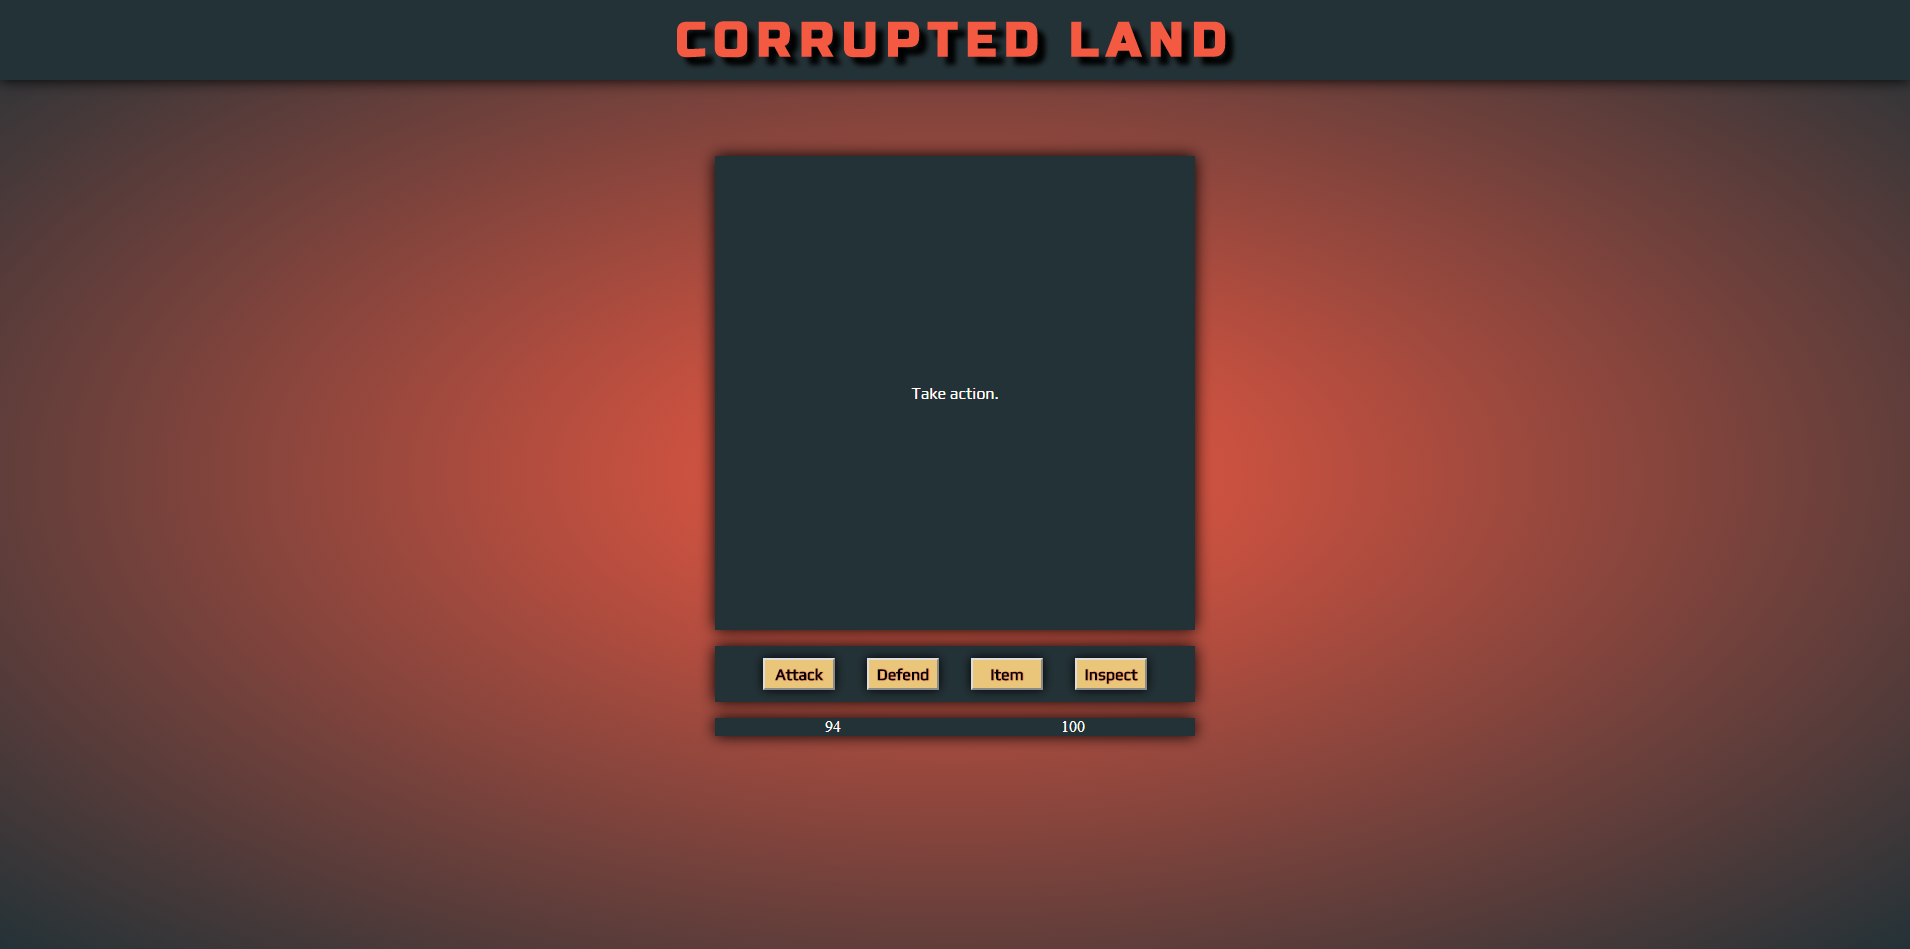 CORRUPTED LAND
Take action.
Attack Defend Item Inspect
94 100